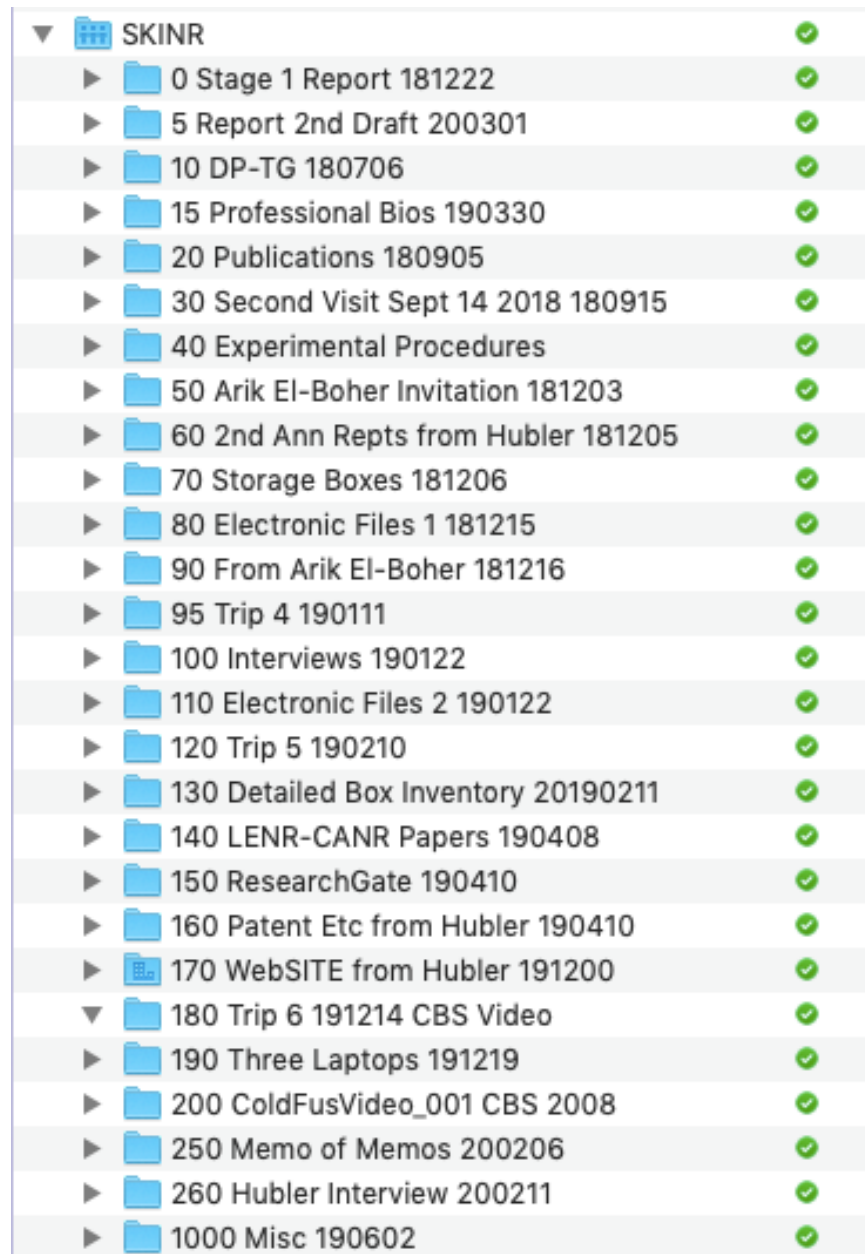 SKINR
0 Stage 1 Report 181222
5 Report 2nd Draft 200301
10 DP-TG 180706
15 Professional Bios 190330
20 Publications 180905
30 Second Visit Sept 14 2018 180915
40 Experimental Procedures
50 Arik El-Boher Invitation 181203
60 2nd Ann Repts from Hubler 181205
70 Storage Boxes 181206
80 Electronic Files 1 181215
90 From Arik El-Boher 181216
95 Trip 4 190111
100 Interviews 190122
110 Electronic Files 2 190122
120 Trip 5 190210
130 Detailed Box Inventory 20190211
140 LENR-CANR Papers 190408
150 ResearchGate 190410
160 Patent Etc from Hubler 190410
170 WebSITE from Hubler 191200
180 Trip 6 191214 CBS Video
190 Three Laptops 191219
200 ColdFusVideo_001 CBS 2008
250 Memo of Memos 200206
260 Hubler Interview 200211
1000 Misc 190602